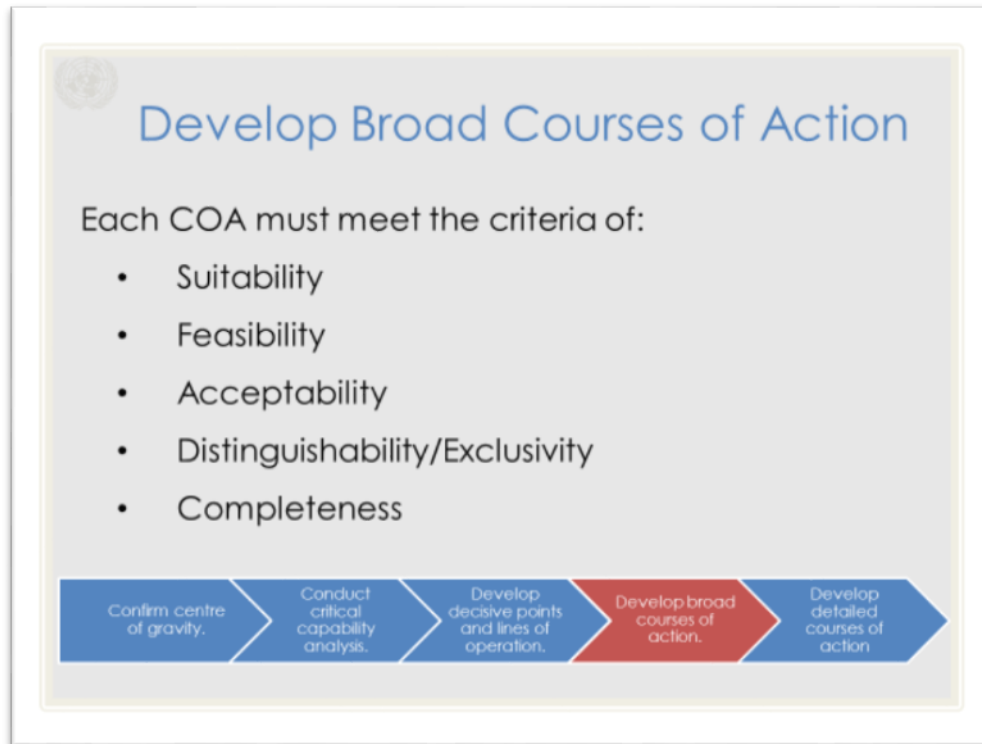 Develop Broad Courses of Action
Each COA must meet the criteria of:
• Suitability
• Feasibility
• Acceptability
• Distinguishability/Exclusivity
• Completeness
Confirm centre
of gravity.
Conduct
critical
capability
analysis.
Develop
decisive points
and lines of
operation.
Develop broad
courses of
action.
Develop
detailed
courses of
action